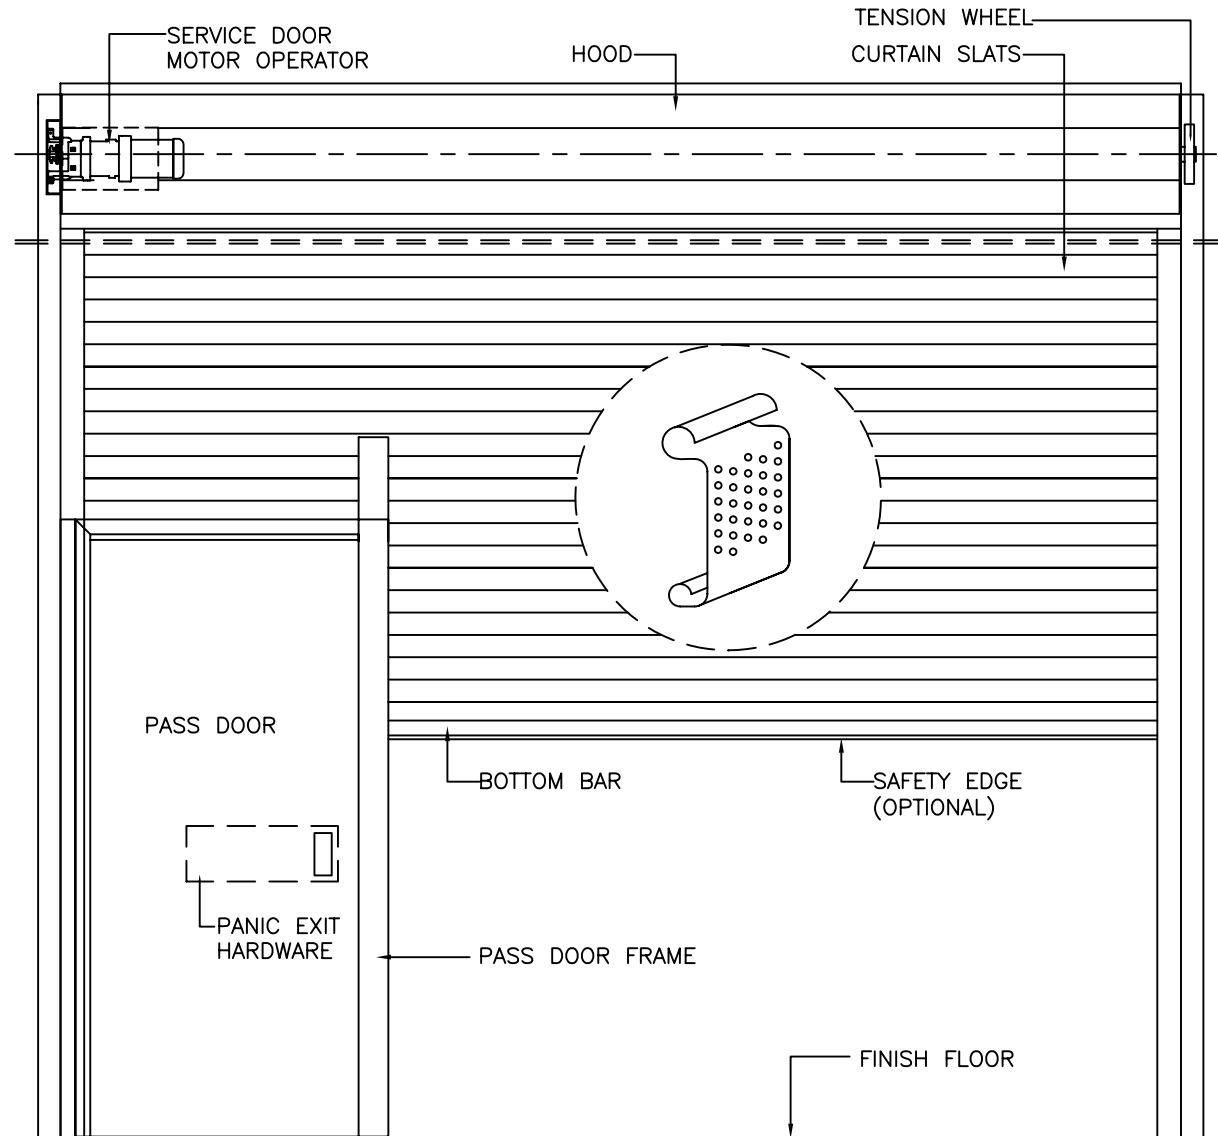 TENSION WHEEL
SERVICE DOOR
MOTOR OPERATOR
HOOD
CURTAIN SLATS
PASS DOOR
BOTTOM BAR
SAFETY EDGE
(OPTIONAL)
PANIC EXIT
HARDWARE
PASS DOOR FRAME
FINISH FLOOR